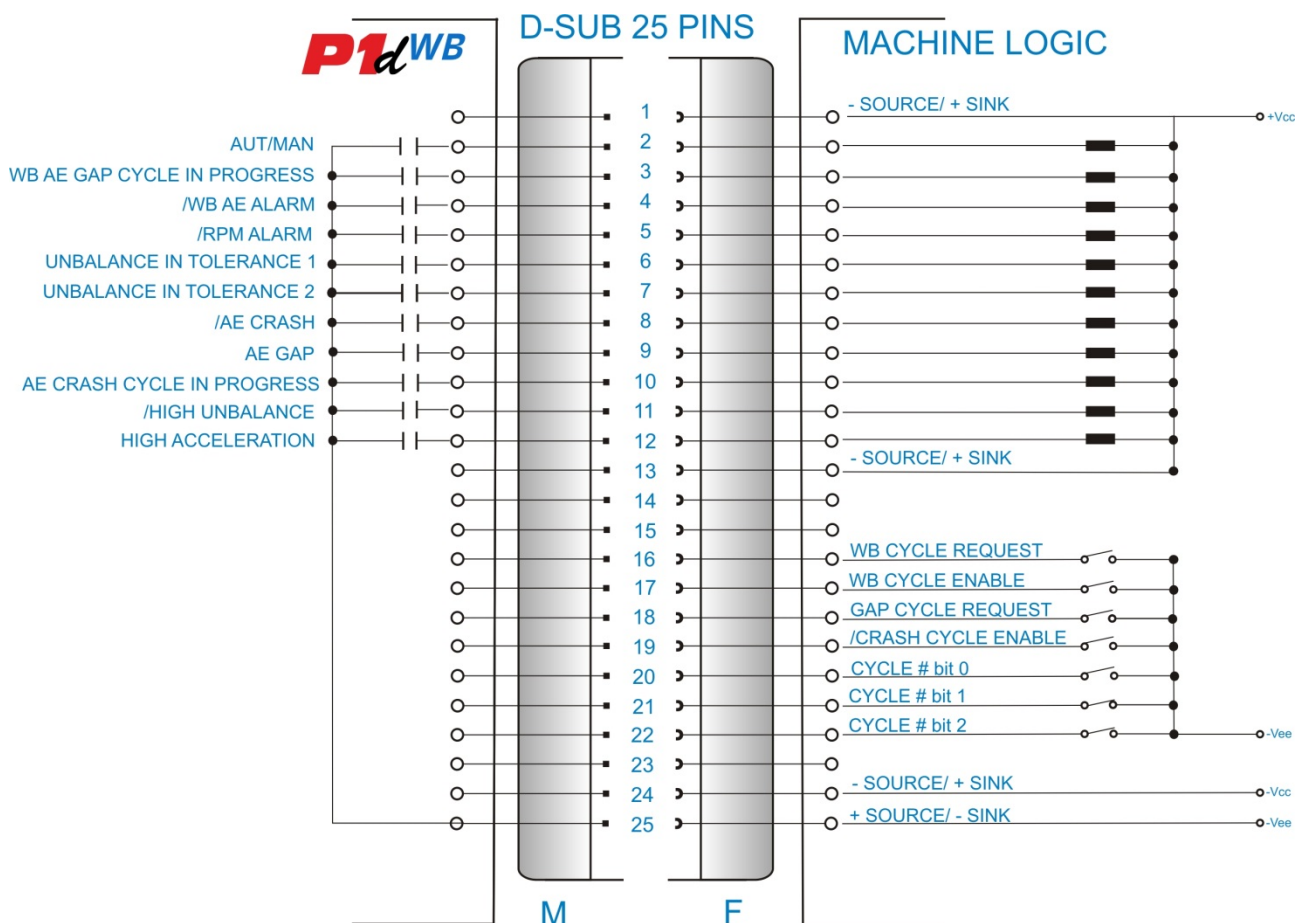 P1dWB
D-SUB 25 PINS
MACHINE LOGIC
1
- SOURCE/ + SINK
+Vcc
AUT/MAN
2
WB AE GAP CYCLE IN PROGRESS
3
/WB AE ALARM
4
/RPM ALARM
5
UNBALANCE IN TOLERANCE 1
6
UNBALANCE IN TOLERANCE 2
7
/AE CRASH
8
AE GAP
9
AE CRASH CYCLE IN PROGRESS
10
/HIGH UNBALANCE
11
HIGH ACCELERATION
12
13
- SOURCE/ + SINK
14
15
16
WB CYCLE REQUEST
17
WB CYCLE ENABLE
18
GAP CYCLE REQUEST
19
/CRASH CYCLE ENABLE
20
CYCLE # bit 0
21
CYCLE # bit 1
22
CYCLE # bit 2
-Vee
23
24
- SOURCE/ + SINK
-Vcc
25
+ SOURCE/ - SINK
-Vee
M
F